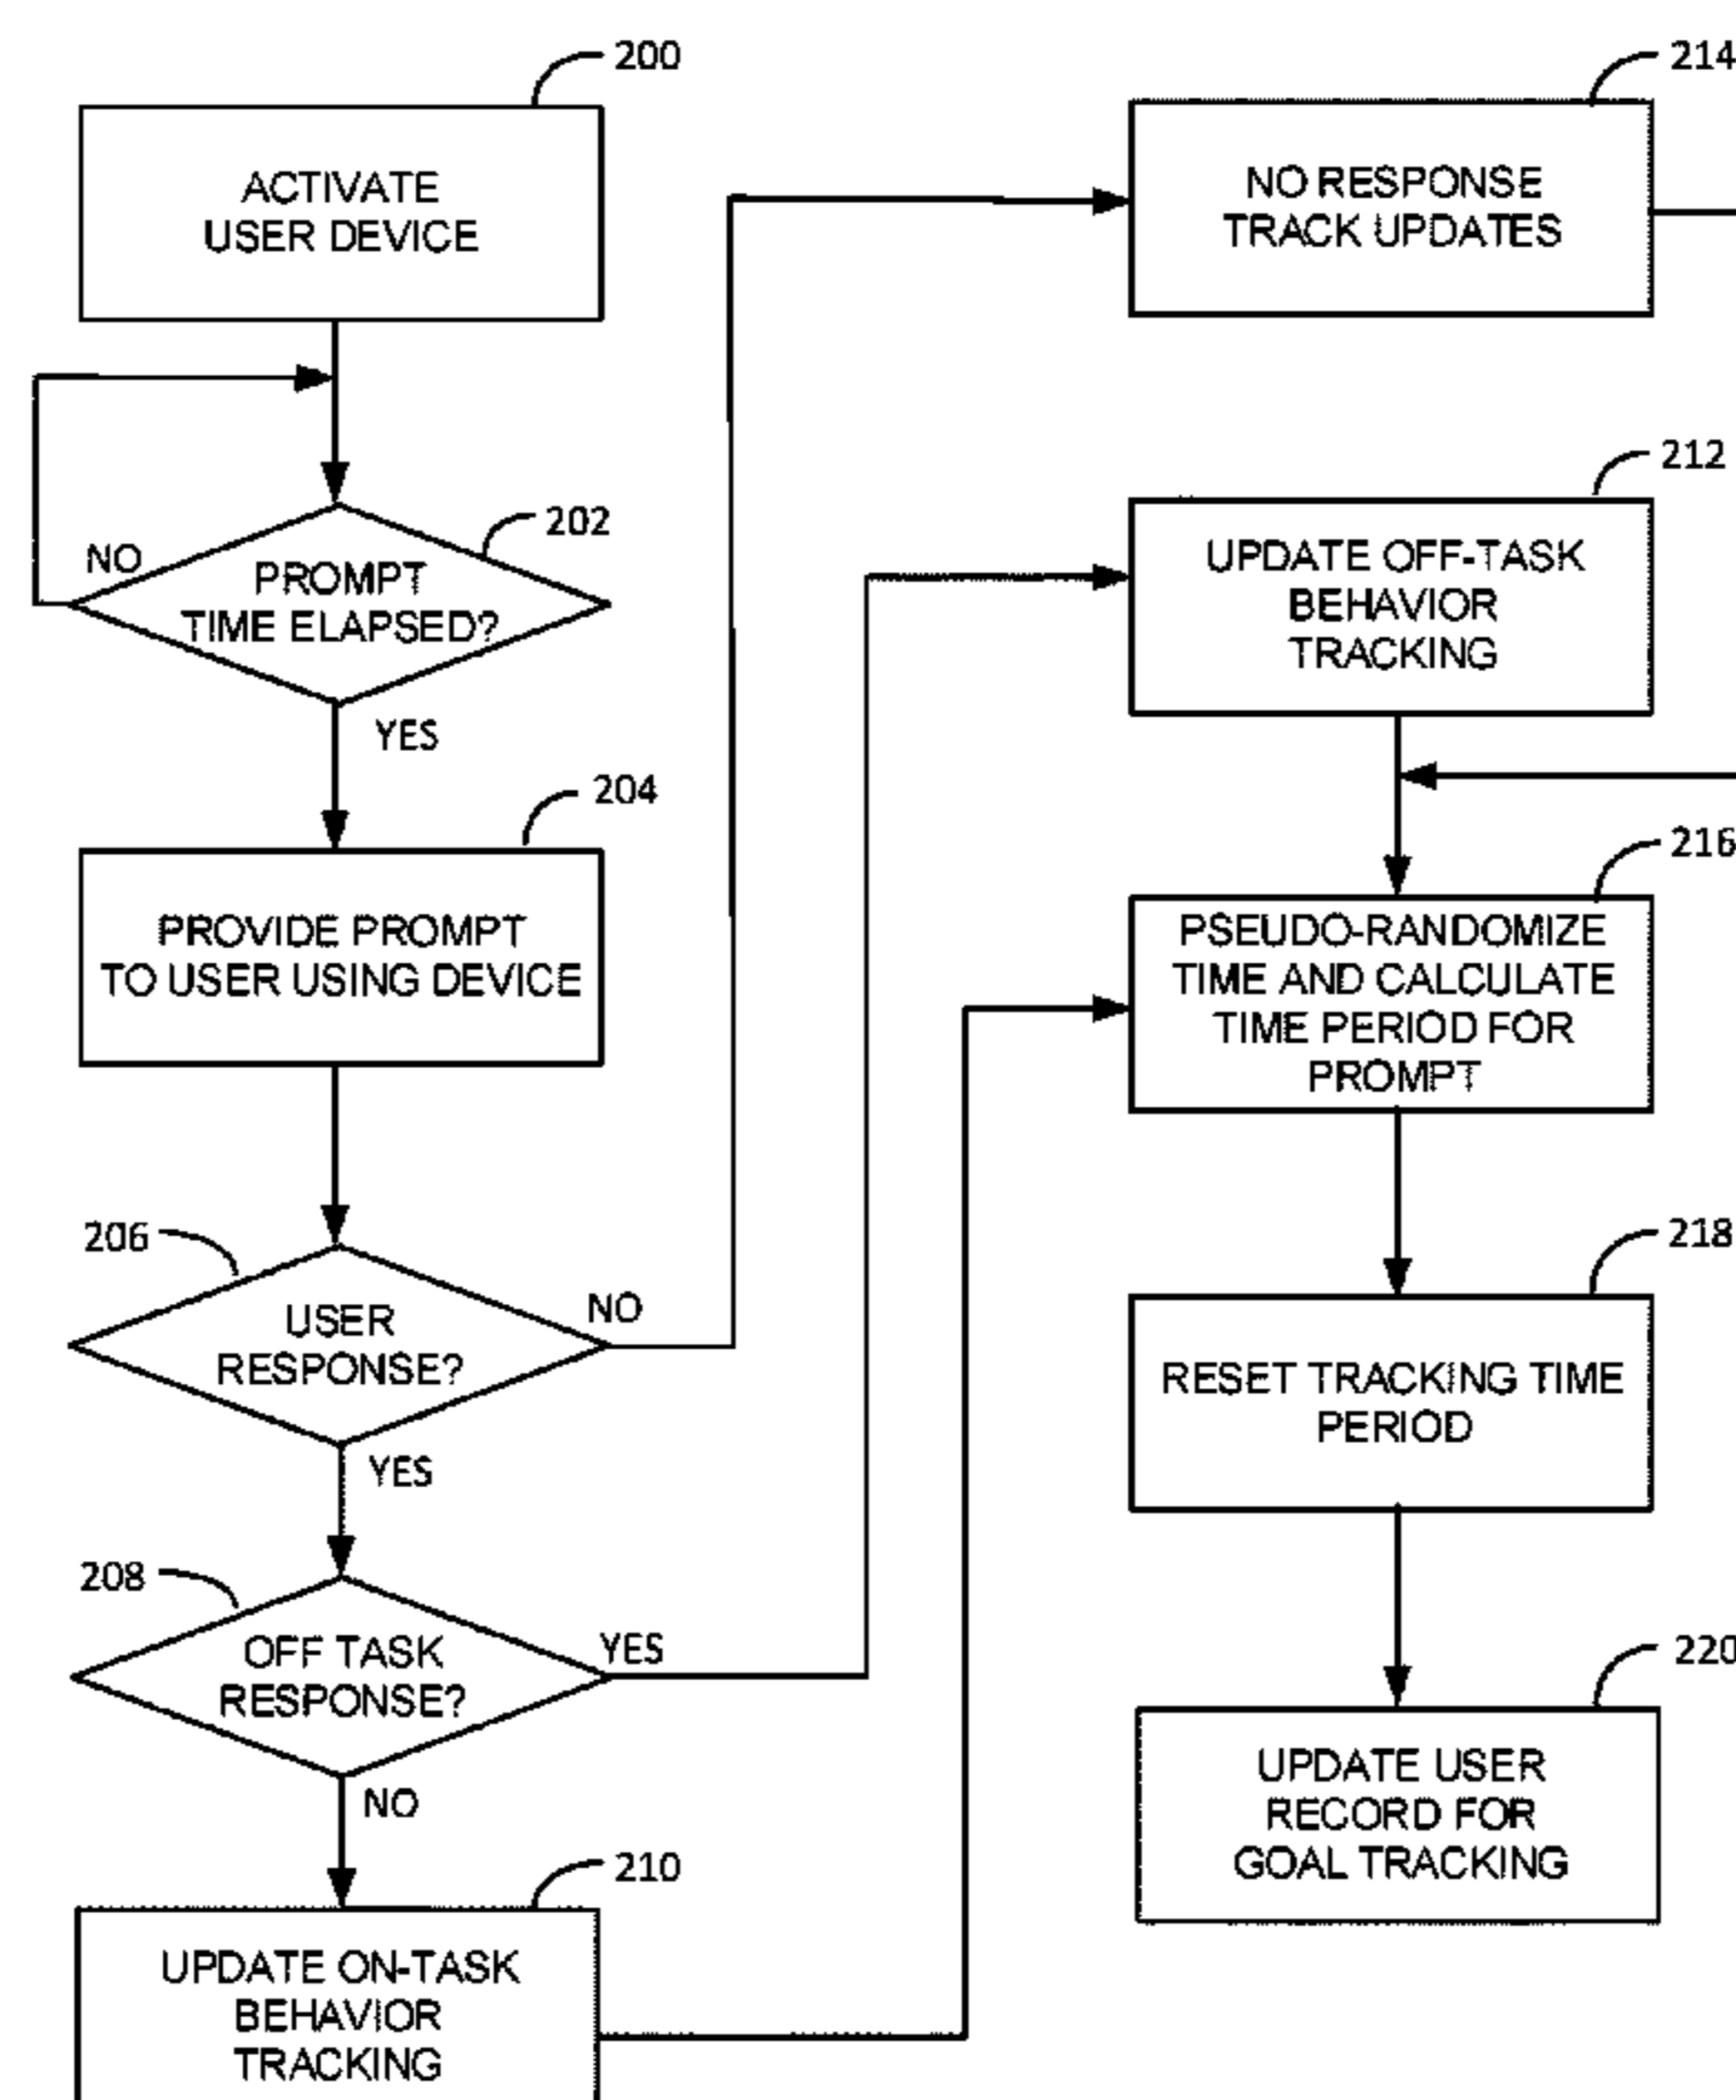 200
ACTIVATE
USER DEVICE
202
NO
PROMPT
TIME ELAPSED?
YES
204
PROVIDE PROMPT
TO USER USING DEVICE
206
USER
RESPONSE?
NO
YES
208
OFF TASK
RESPONSE?
YES
NO
210
UPDATE ON-TASK
BEHAVIOR
TRACKING
214
NO RESPONSE
TRACK UPDATES
212
UPDATE OFF-TASK
BEHAVIOR
TRACKING
216
PSEUDO-RANDOMIZE
TIME AND CALCULATE
TIME PERIOD FOR
PROMPT
218
RESET TRACKING TIME
PERIOD
220
UPDATE USER
RECORD FOR
GOAL TRACKING